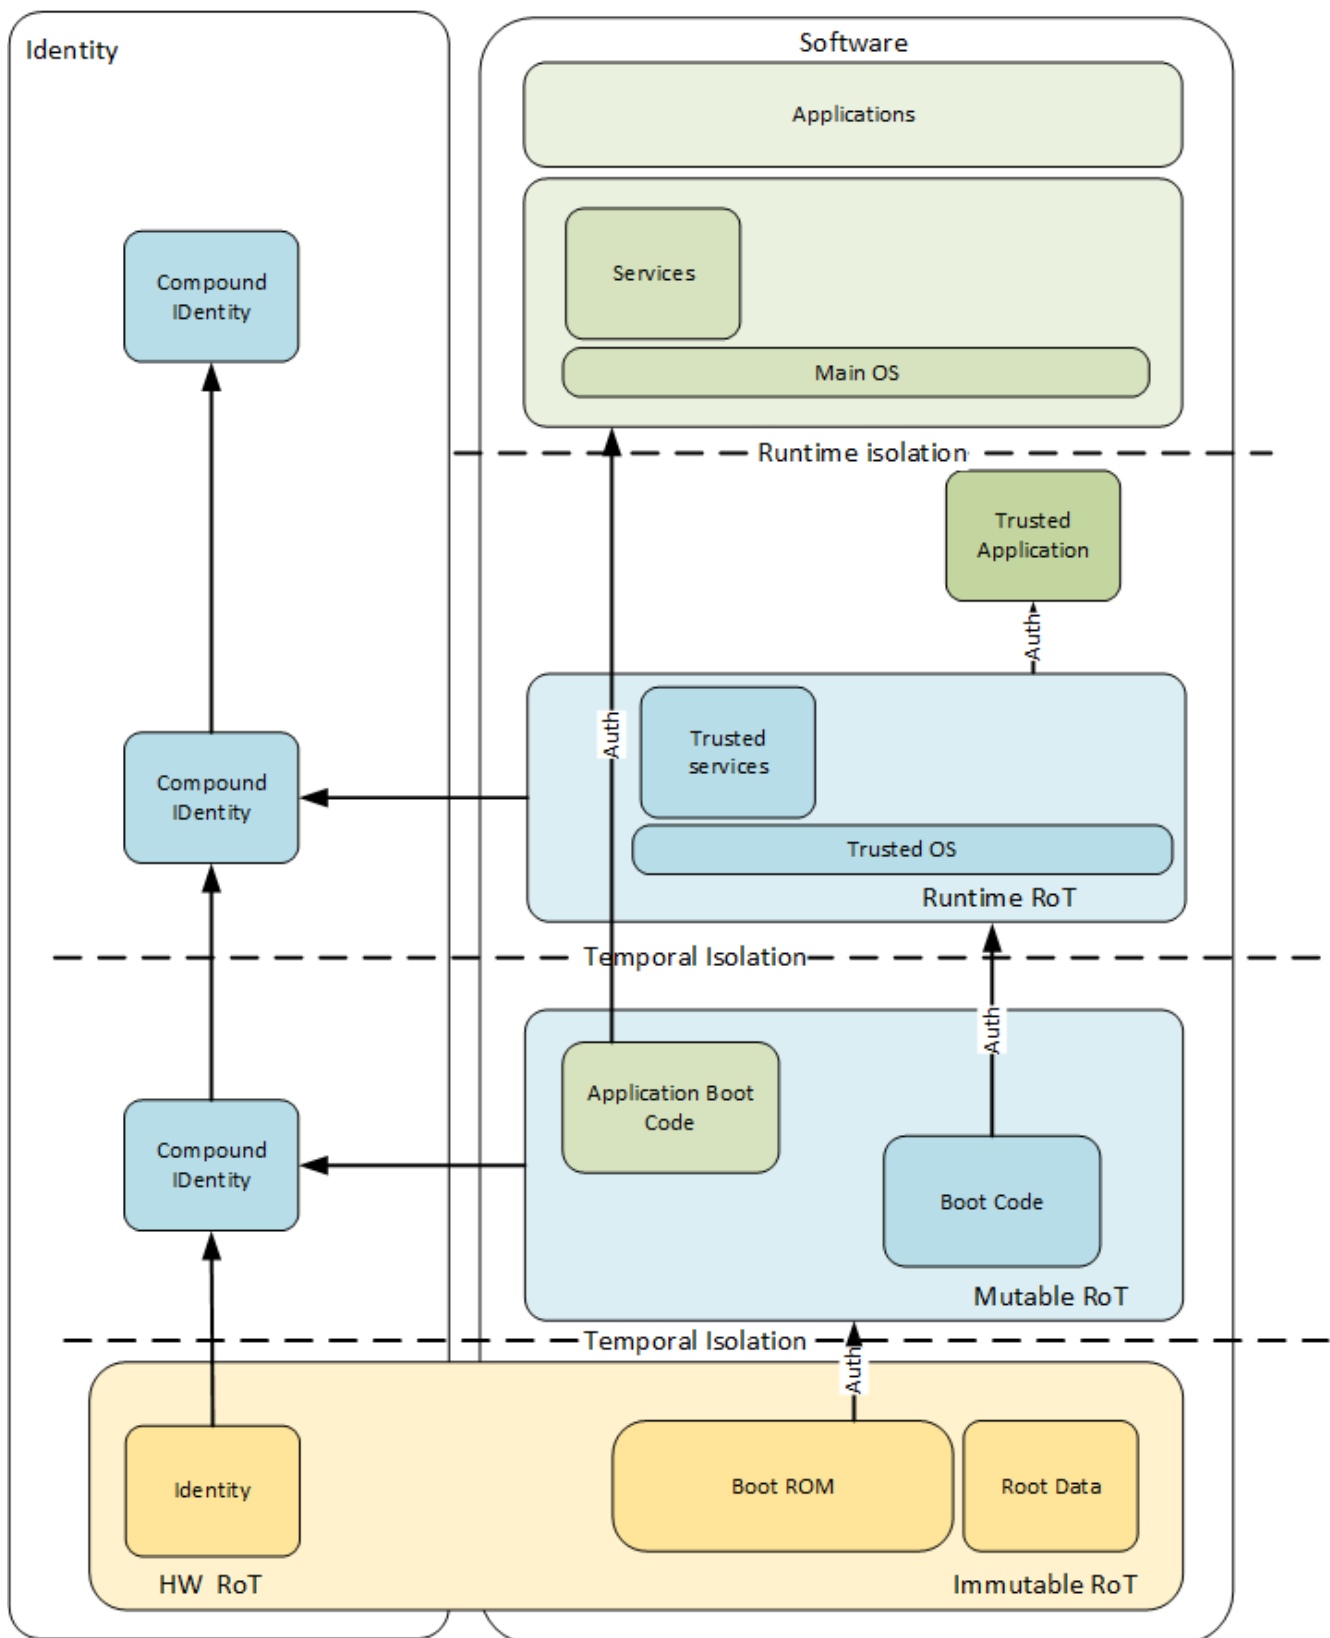 Identity
Software
Applications
Compound
IDentity
Services
Main OS
Runtime isolation
Trusted
Application
Auth
Auth
Compound
IDentity
Trusted
services
Trusted OS
Runtime RoT
Temporal Isolation
Auth
Application Boot
Code
Compound
IDentity
Boot Code
Mutable RoT
Temporal Isolation
Auth
Identity
Boot ROM
Root Data
HW RoT
Immutable RoT